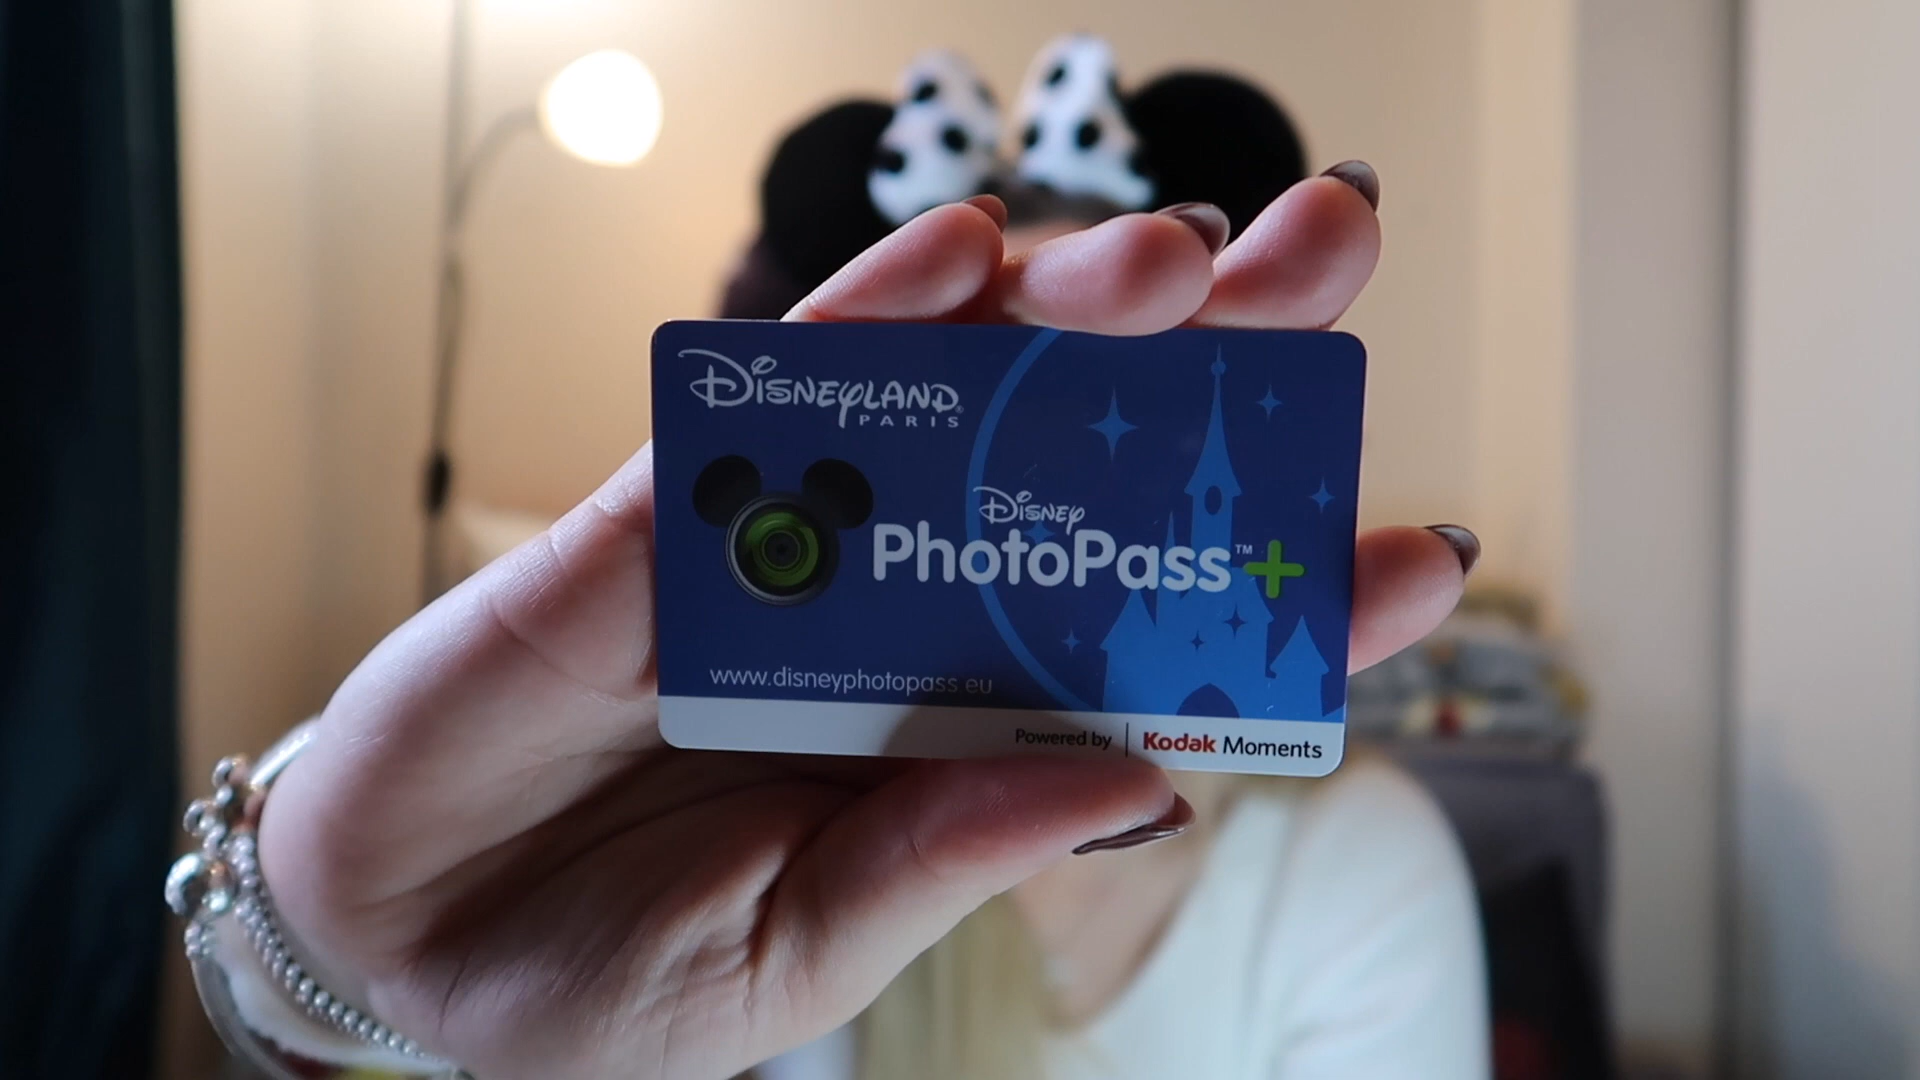 DISNEYLAND®
PARIS
DISNEY
PhotoPass™+
www.disneyphotopass.eu
Powered by | Kodak Moments